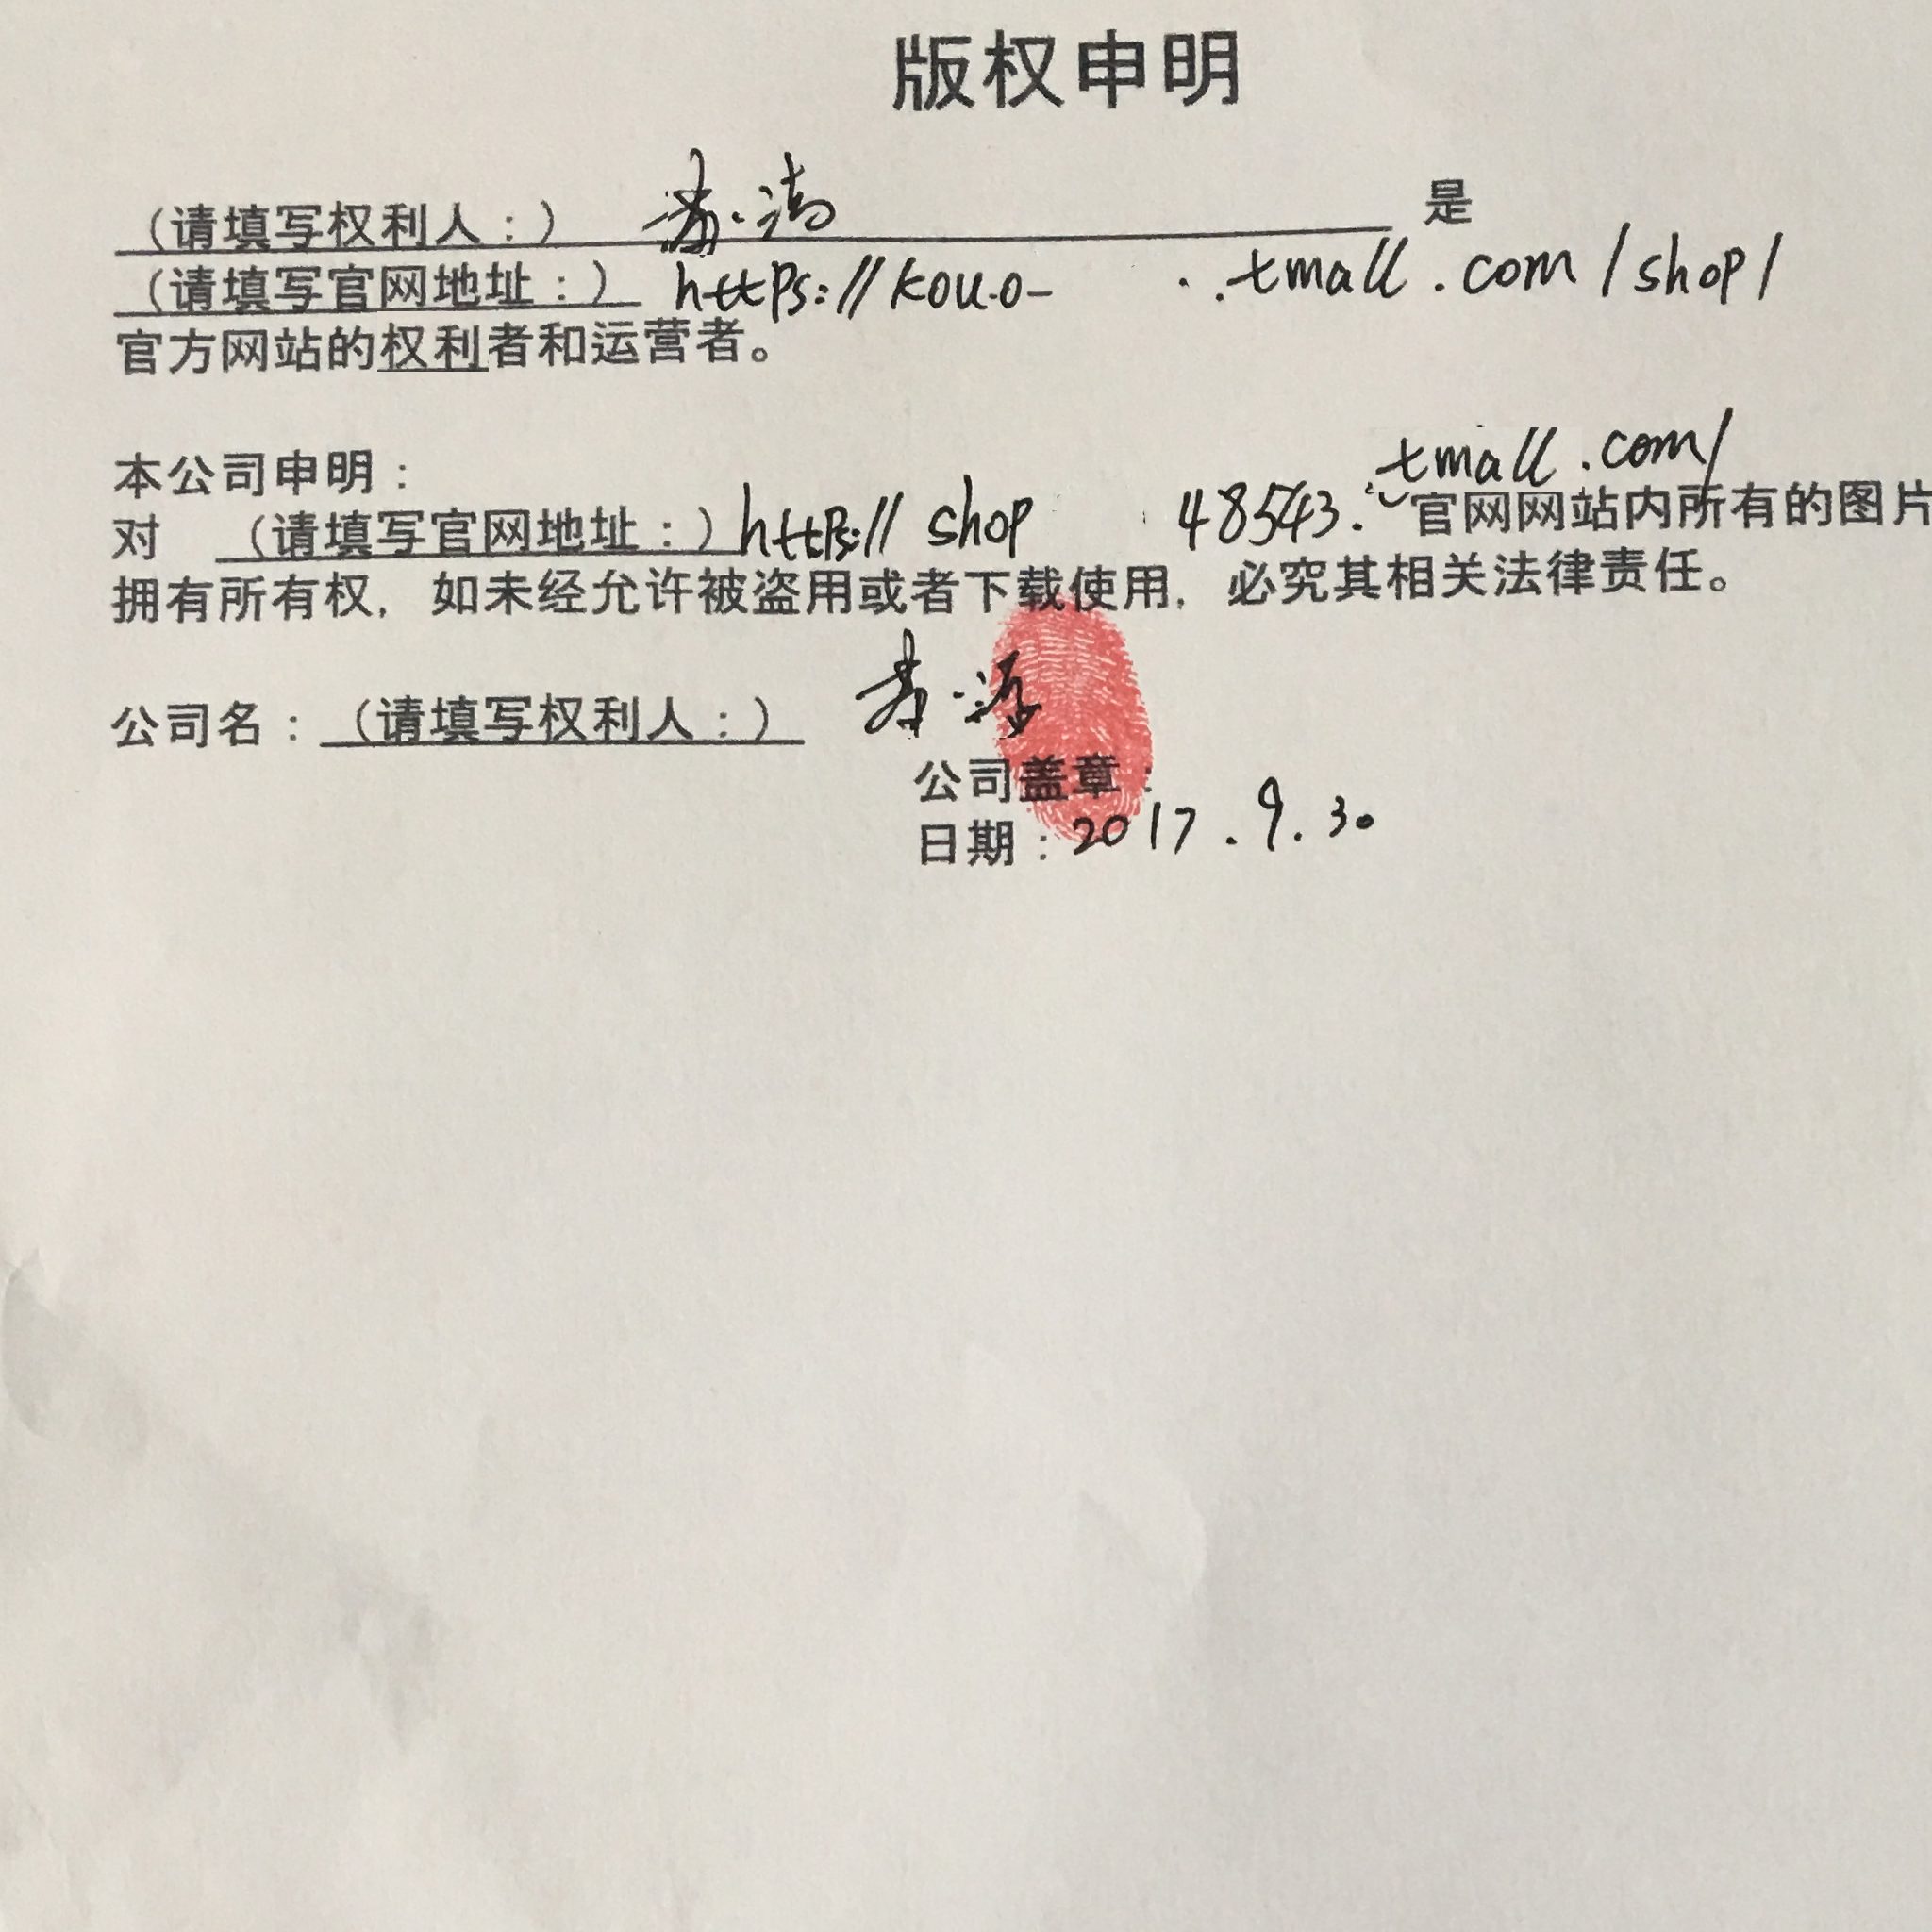 版权申明
（请填写权利人：） 是
（请填写官网地址：） https://kou.o- . .tmall.com/shop/
官方网站的权利者和运营者。
本公司申明：
tmall.com/
对 （请填写官网地址：）https:// shop 48543. 官网网站内所有的图片
拥有所有权，如未经允许被盗用或者下载使用，必究其相关法律责任。
公司名：（请填写权利人：）
公司盖章：
日期：2017.9.30